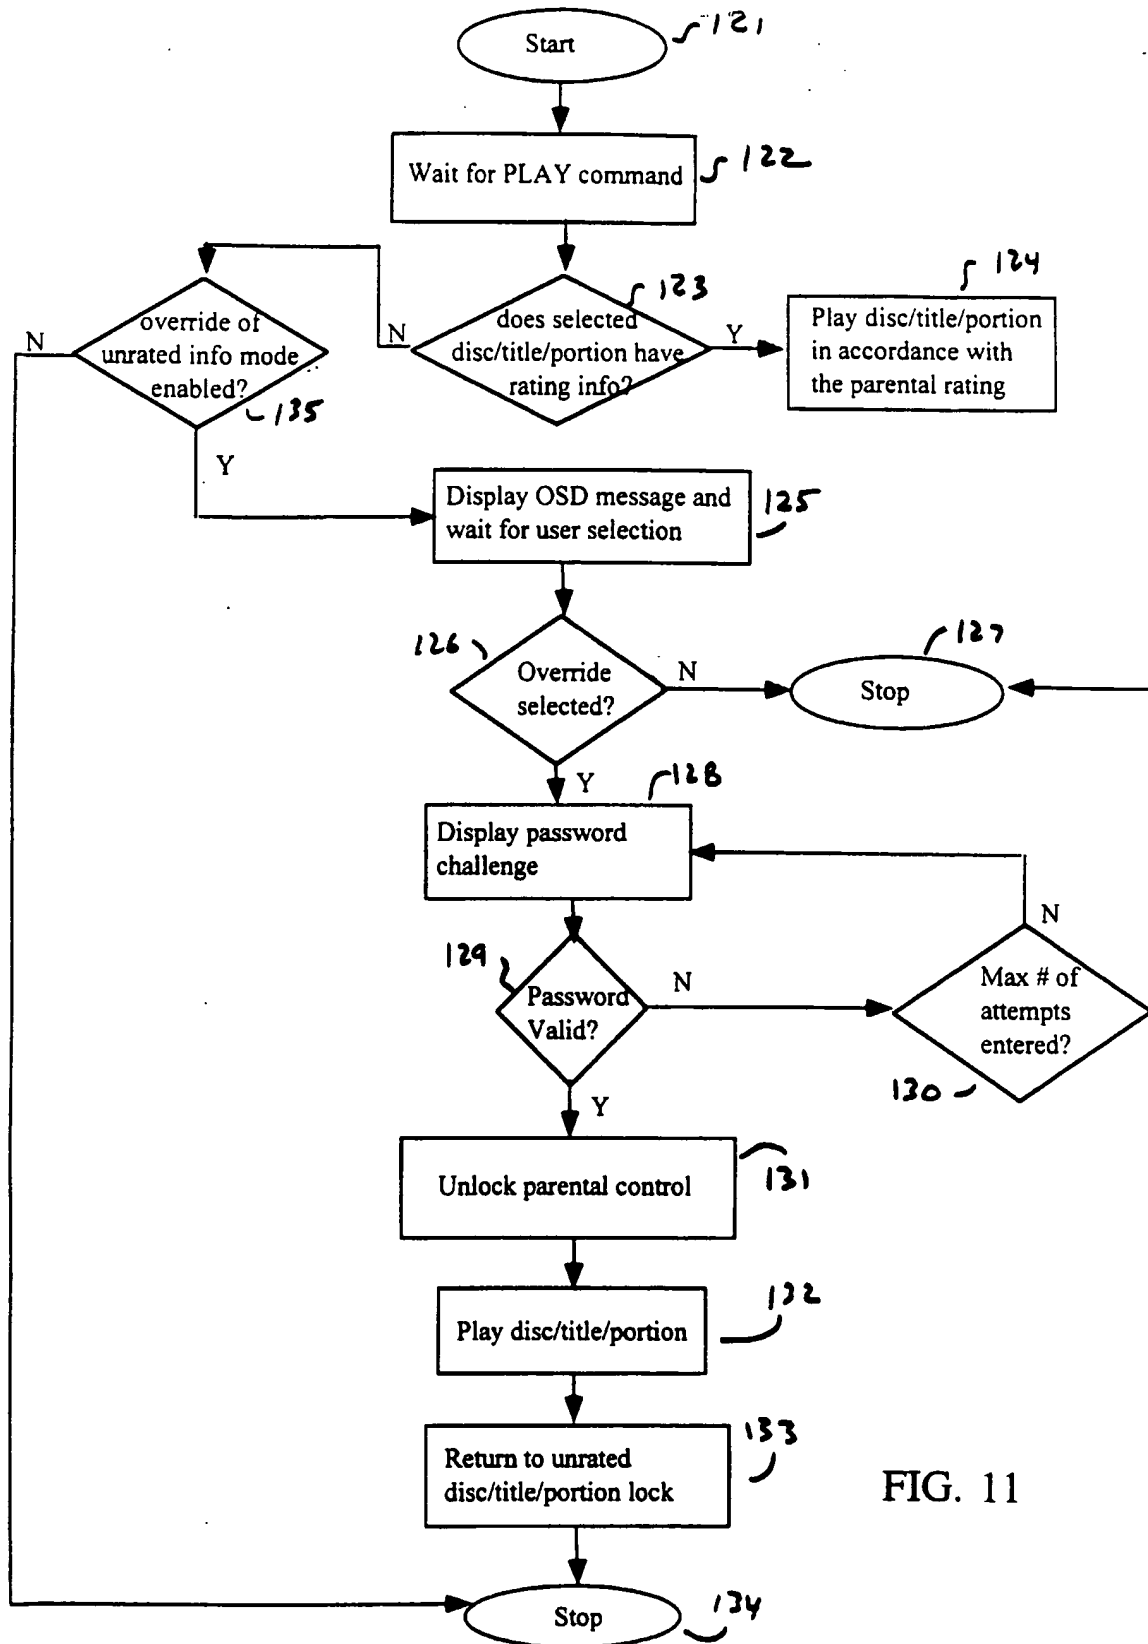 Start
121
Wait for PLAY command
122
override of
unrated info mode
enabled?
135
N
Y
does selected
disc/title/portion have
rating info?
123
N
Y
Play disc/title/portion
in accordance with
the parental rating
124
Display OSD message and
wait for user selection
125
126
Override
selected?
N
Y
127
Stop
128
Display password
challenge
129
Password
Valid?
N
Y
Max # of
attempts
entered?
N
130
Unlock parental control
131
Play disc/title/portion
132
Return to unrated
disc/title/portion lock
133
FIG. 11
Stop
134